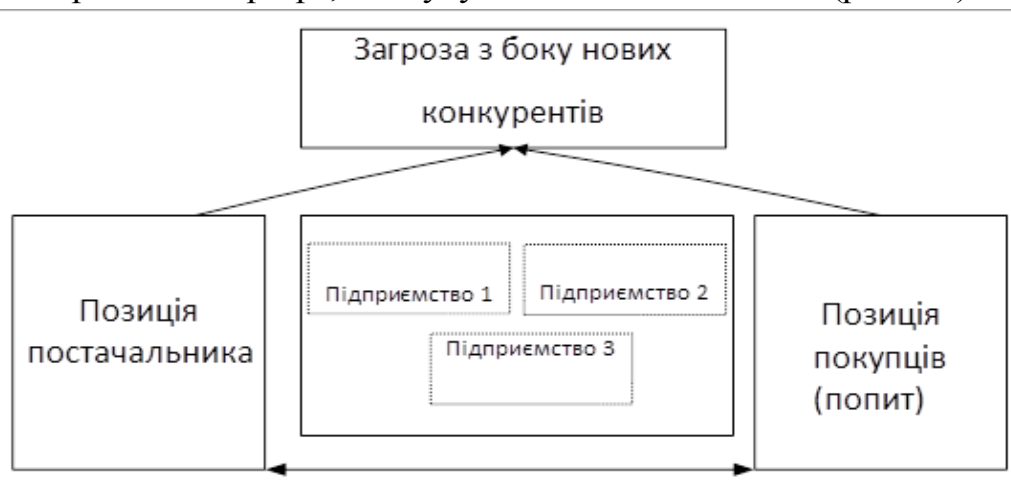 Загроза з боку нових
конкурентів
Підприємство 1
Підприємство 2
Підприємство 3
Позиція
постачальника
Позиція
покупців
(попит)